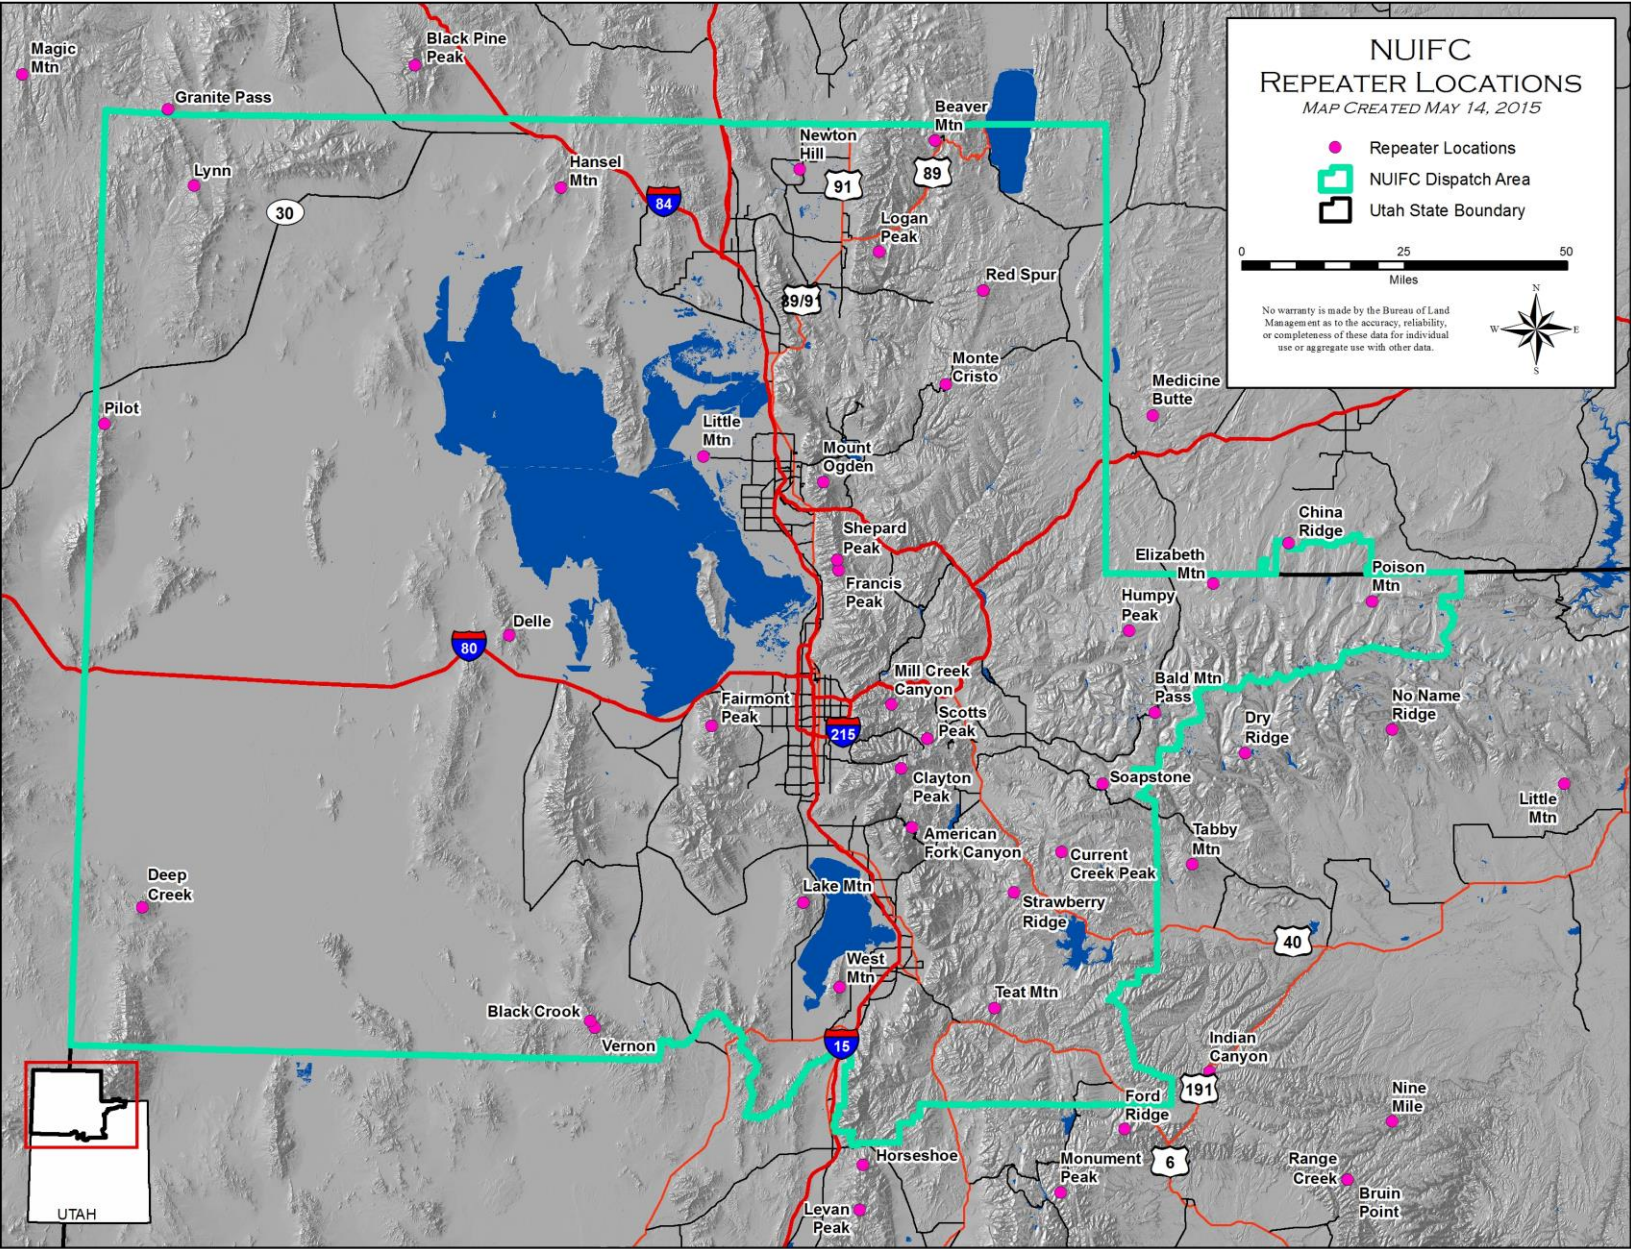 NUIFC
REPEATER LOCATIONS
MAP CREATED MAY 14, 2015
Repeater Locations
NUIFC Dispatch Area
Utah State Boundary
0
25
50
Miles
No warranty is made by the Bureau of Land
Management as to the accuracy, reliability,
or completeness of these data for individual
use or aggregate use with other data.
N
W
E
S
Magic
Mtn
Black Pine
Peak
Granite Pass
Lynn
30
Hansel
Mtn
84
Newton
Hill
91
Beaver
Mtn
89
Logan
Peak
Red Spur
89/91
Monte
Cristo
Medicine
Butte
Pilot
Little
Mtn
Mount
Ogden
Shepard
Peak
Francis
Peak
China
Ridge
Elizabeth
Mtn
Poison
Mtn
Humpy
Peak
Delle
80
Mill Creek
Canyon
Fairmont
Peak
215
Scotts
Peak
Bald Mtn
Pass
Dry
Ridge
No Name
Ridge
Clayton
Peak
Soapstone
Little
Mtn
American
Fork Canyon
Current
Creek Peak
Tabby
Mtn
Deep
Creek
Lake Mtn
Strawberry
Ridge
40
West
Mtn
Teat Mtn
Black Crook
Vernon
15
Indian
Canyon
191
Ford
Ridge
Nine
Mile
Horseshoe
Monument
Peak
6
Range
Creek
Bruin
Point
Levan
Peak
UTAH